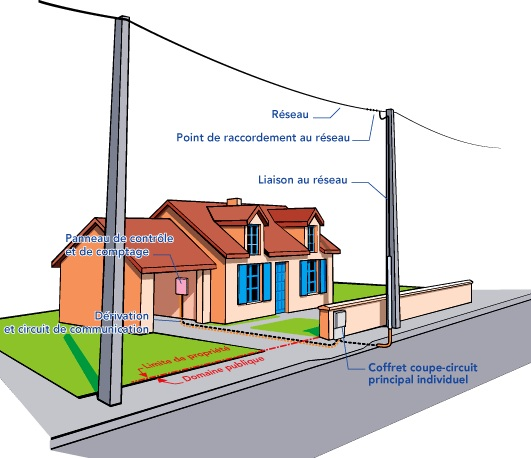 Réseau
Point de raccordement au réseau
Liaison au réseau
Panneau de contrôle
et de comptage
Dérivation
et circuit de communication
Limite de propriété
Domaine publique
Coffret coupe-circuit
principal individuel